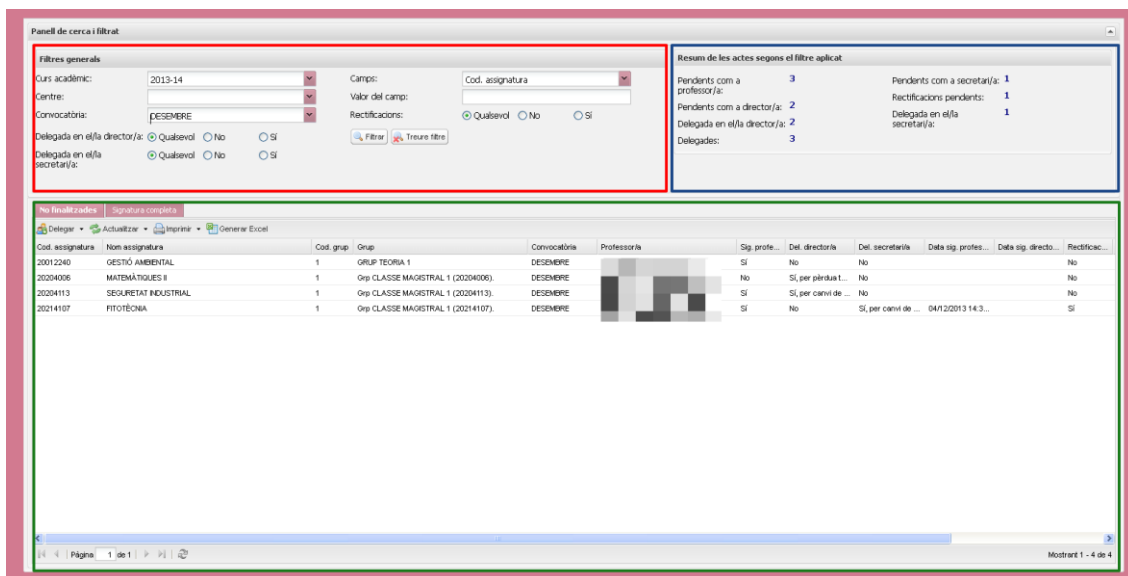 Panell de cerca i filtrat
Filtres generals
Curs acadèmic: 2013-14 Camps: Cod. assignatura
Centre: Valor del camp:
Convocatòria: DESEMBRE Rectificacions: Qualsevol No Sí
Delegada en el/la director/a: Qualsevol No Sí Filtrar Treure filtre
Delegada en el/la secretari/a: Qualsevol No Sí
Resum de les actes segons el filtre aplicat
Pendents com a professor/a: 3 Pendents com a secretari/a: 1
Pendents com a director/a: 2 Rectificacions pendents: 1
Delegada en el/la director/a: 2 Delegada en el/la secretari/a: 1
Delegades: 3
No finalitzades Signatura completa
Delegar Actualitzar Imprimir Generar Excel
Cod. assignatura Nom assignatura Cod. grup Grup Convocatòria Professor/a Sig. profe... Del. director/a Del. secretari/a Data sig. profes... Data sig. directo... Rectificac...
20012240 GESTIÓ AMBIENTAL 1 GRUP TEORIA 1 DESEMBRE Sí No No No
20204006 MATEMÀTIQUES II 1 Grp CLASSE MAGISTRAL 1 (20204006). DESEMBRE No Sí, per pèrdua t... No No
20204113 SEGURETAT INDUSTRIAL 1 Grp CLASSE MAGISTRAL 1 (20204113). DESEMBRE Sí Sí, per canvi de ... No No
20214107 FITOTÈCNIA 1 Grp CLASSE MAGISTRAL 1 (20214107). DESEMBRE Sí No Sí, per canvi de ... 04/12/2013 14:3... Sí
Página 1 de 1 Mostrant 1 - 4 de 4